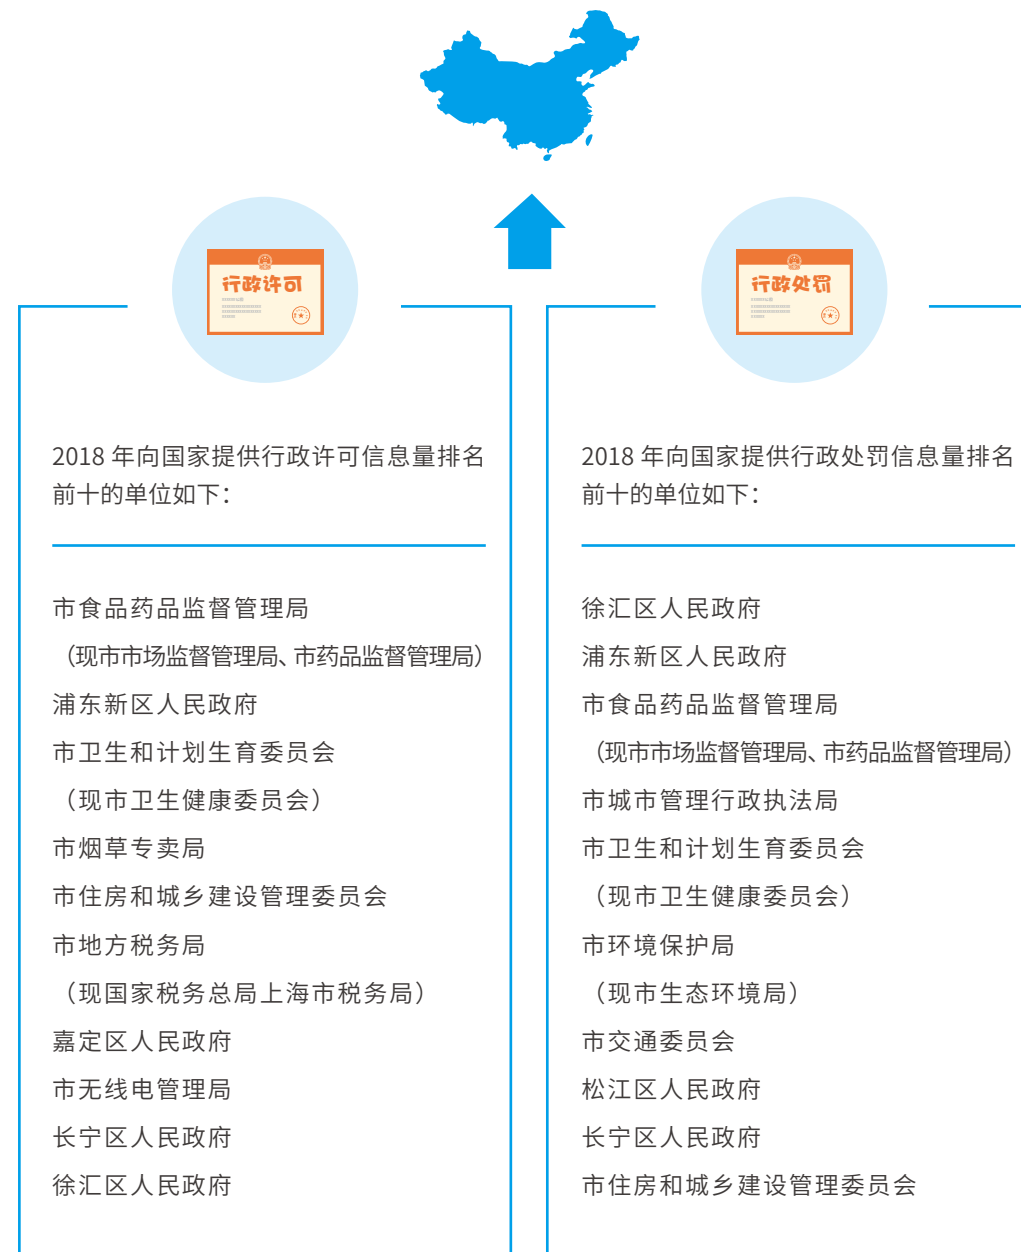 行政许可
2018 年向国家提供行政许可信息量排名
前十的单位如下：
市食品药品监督管理局
（现市市场监督管理局、市药品监督管理局）
浦东新区人民政府
市卫生和计划生育委员会
（现市卫生健康委员会）
市烟草专卖局
市住房和城乡建设管理委员会
市地方税务局
（现国家税务总局上海市税务局）
嘉定区人民政府
市无线电管理局
长宁区人民政府
徐汇区人民政府
行政处罚
2018 年向国家提供行政处罚信息量排名
前十的单位如下：
徐汇区人民政府
浦东新区人民政府
市食品药品监督管理局
（现市市场监督管理局、市药品监督管理局）
市城市管理行政执法局
市卫生和计划生育委员会
（现市卫生健康委员会）
市环境保护局
（现市生态环境局）
市交通委员会
松江区人民政府
长宁区人民政府
市住房和城乡建设管理委员会